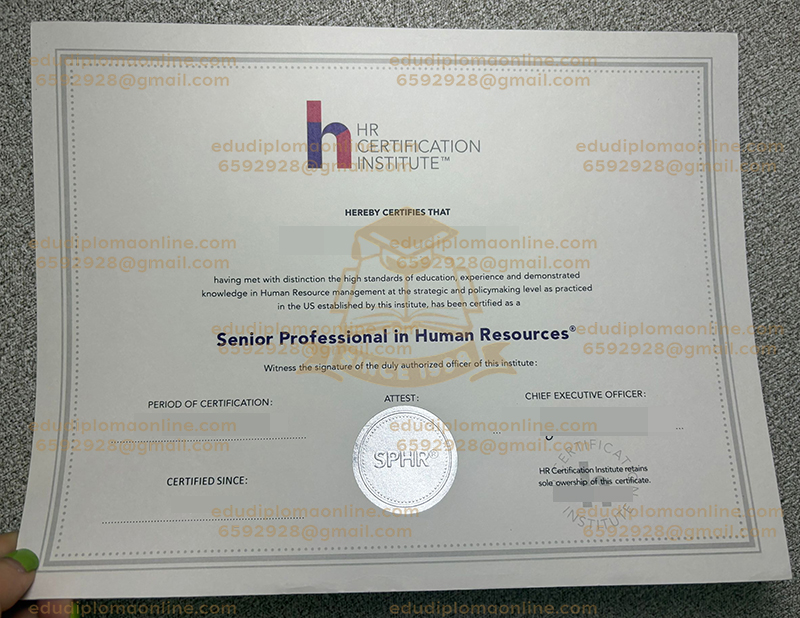 edudiplomaonline.com edudiplomaonline.com
6592928@gmail.com 6592928@gmail.com
HR
CERTIFICATION
INSTITUTE™
edudiplomaonline.com edudiplomaonline.com
6592928@gmail.com 6592928@gmail.com
HEREBY CERTIFIES THAT
edudiplomaonline.com edudiplomaonline.com
6592928@gmail.com 6592928@gmail.com
having met with distinction the high standards of education, experience and demonstrated
knowledge in Human Resource management at the strategic and policymaking level as practiced
in the US established by this institute, has been certified as a
Senior Professional in Human Resources®
edudiplomaonline.com edudiplomaonline.com
6592928@gmail.com 6592928@gmail.com
Witness the signature of the duly authorized officer of this institute:
PERIOD OF CERTIFICATION:
ATTEST:
CHIEF EXECUTIVE OFFICER:
edudiplomaonline.com edudiplomaonline.com
6592928@gmail.com 6592928@gmail.com
SPHR®
CERTIFICATION
INSTITUTE
HR Certification Institute retains
sole owership of this certificate.
CERTIFIED SINCE:
edudiplomaonline.com edudiplomaonline.com
6592928@gmail.com 6592928@gmail.com
edudiplomaonline.com edudiplomaonline.com